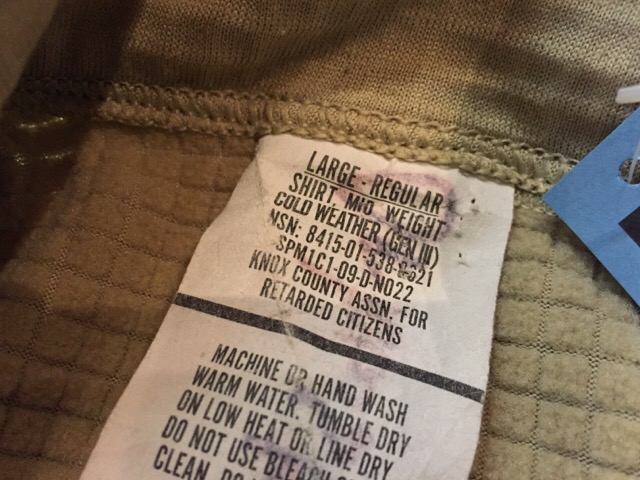 LARGE - REGULAR
SHIRT, MID WEIGHT
COLD WEATHER (GEN III)
NSN: 8415-01-538-
SPM1C1-09-D-N022
KNOX COUNTY ASSN. FOR
RETARDED CITIZENS
MACHINE OR HAND WASH
WARM WATER. TUMBLE DRY
ON LOW HEAT OR LINE DRY
DO NOT USE BLEACH
CLEAN.